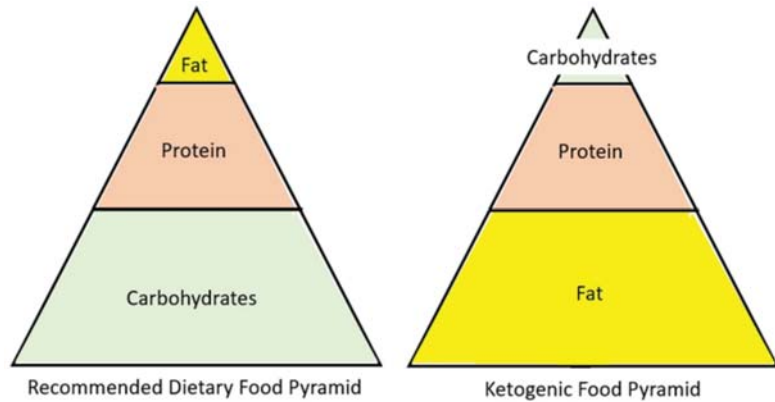 Fat
Protein
Carbohydrates
Recommended Dietary Food Pyramid
Carbohydrates
Protein
Fat
Ketogenic Food Pyramid